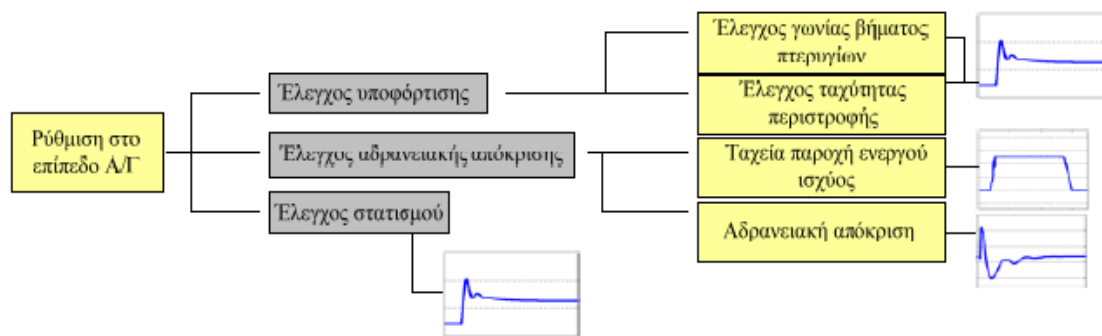 Ρύθμιση στο
επίπεδο Α/Γ
Έλεγχος υποφόρτισης
Έλεγχος αδρανειακής απόκρισης
Έλεγχος στατισμού
Έλεγχος γωνίας βήματος
πτερυγίων
Έλεγχος ταχύτητας
περιστροφής
Ταχεία παροχή ενεργού
ισχύος
Αδρανειακή απόκριση